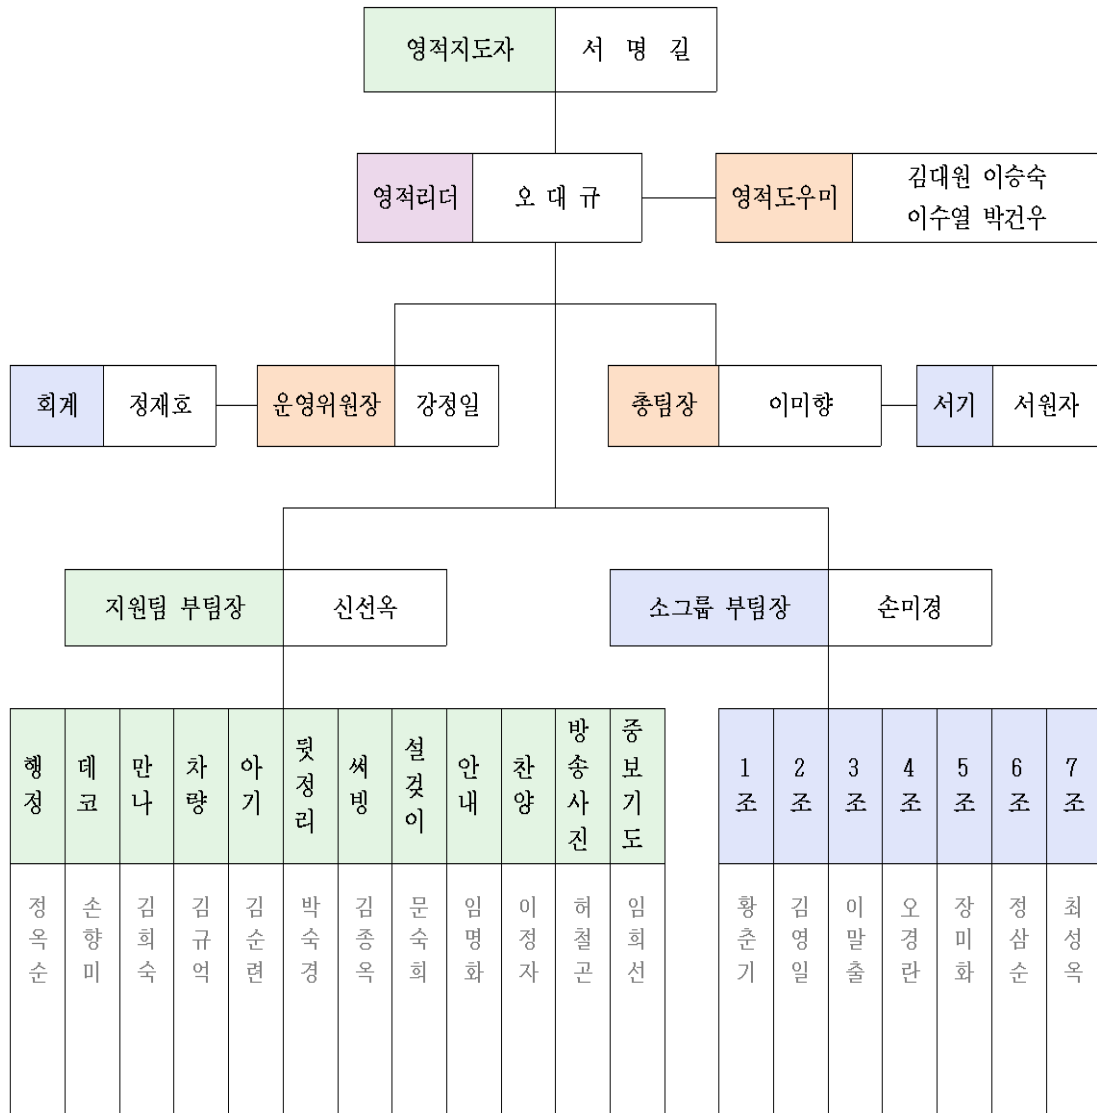 영적지도자 서 명 길
영적리더 오 대 규
영적도우미 김대원 이승숙
이수열 박건우
회계 정재호
운영위원장 강정일
총팀장 이미향
서기 서원자
지원팀 부팀장 신선옥
소그룹 부팀장 손미경
행정
데코
만나
차량
아기
뒷정리
써빙
설겆이
안내
찬양
방송사진
중보기도
1조
2조
3조
4조
5조
6조
7조
정옥순
손향미
김희숙
김규억
김순련
박숙경
김종옥
문숙희
임명화
이정자
허철곤
임희선
황춘기
김영일
이말출
오경란
장미화
정삼순
최성옥